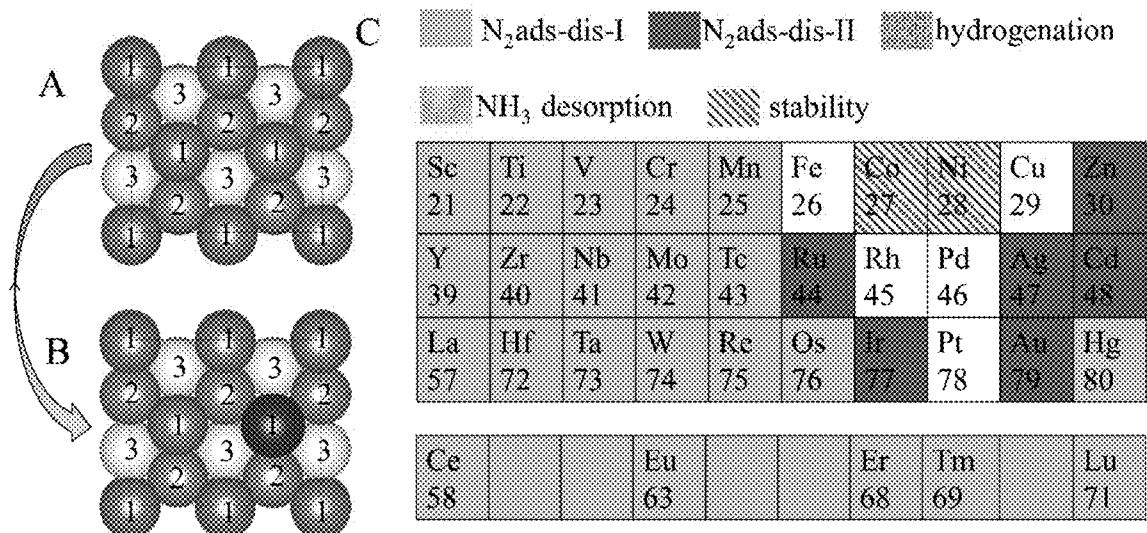 C
A
B
1 1 1
3 3
2 2 2
1 1
3 3 3
2 2
1 1 1
1 1 1
3 3
2 2 2
1 1
3 3 3
2 2
1 1 1
N₂ads-dis-I N₂ads-dis-II hydrogenation
NH₃ desorption stability
Sc Ti V Cr Mn Fe Co Ni Cu Zn
21 22 23 24 25 26 27 28 29 30
Y Zr Nb Mo Tc Ru Rh Pd Ag Cd
39 40 41 42 43 44 45 46 47 48
La Hf Ta W Re Os Ir Pt Au Hg
57 72 73 74 75 76 77 78 79 80
Ce Eu Er Tm Lu
58 63 68 69 71